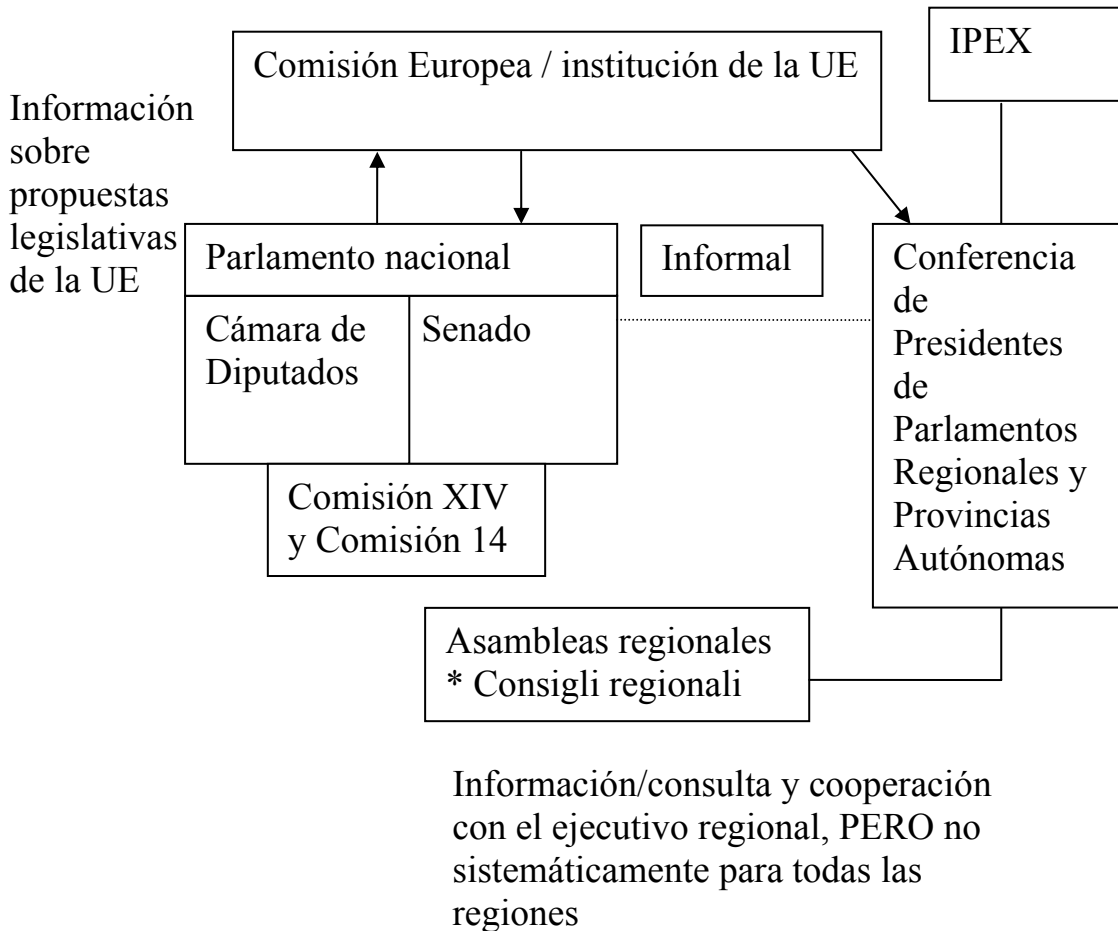 IPEX
Comisión Europea / institución de la UE
Información
sobre
propuestas
legislativas
de la UE
Parlamento nacional
Informal
Conferencia
de
Presidentes
de
Parlamentos
Regionales y
Provincias
Autónomas
Cámara de
Diputados
Senado
Comisión XIV
y Comisión 14
Asambleas regionales
* Consigli regionali
Información/consulta y cooperación
con el ejecutivo regional, PERO no
sistemáticamente para todas las
regiones